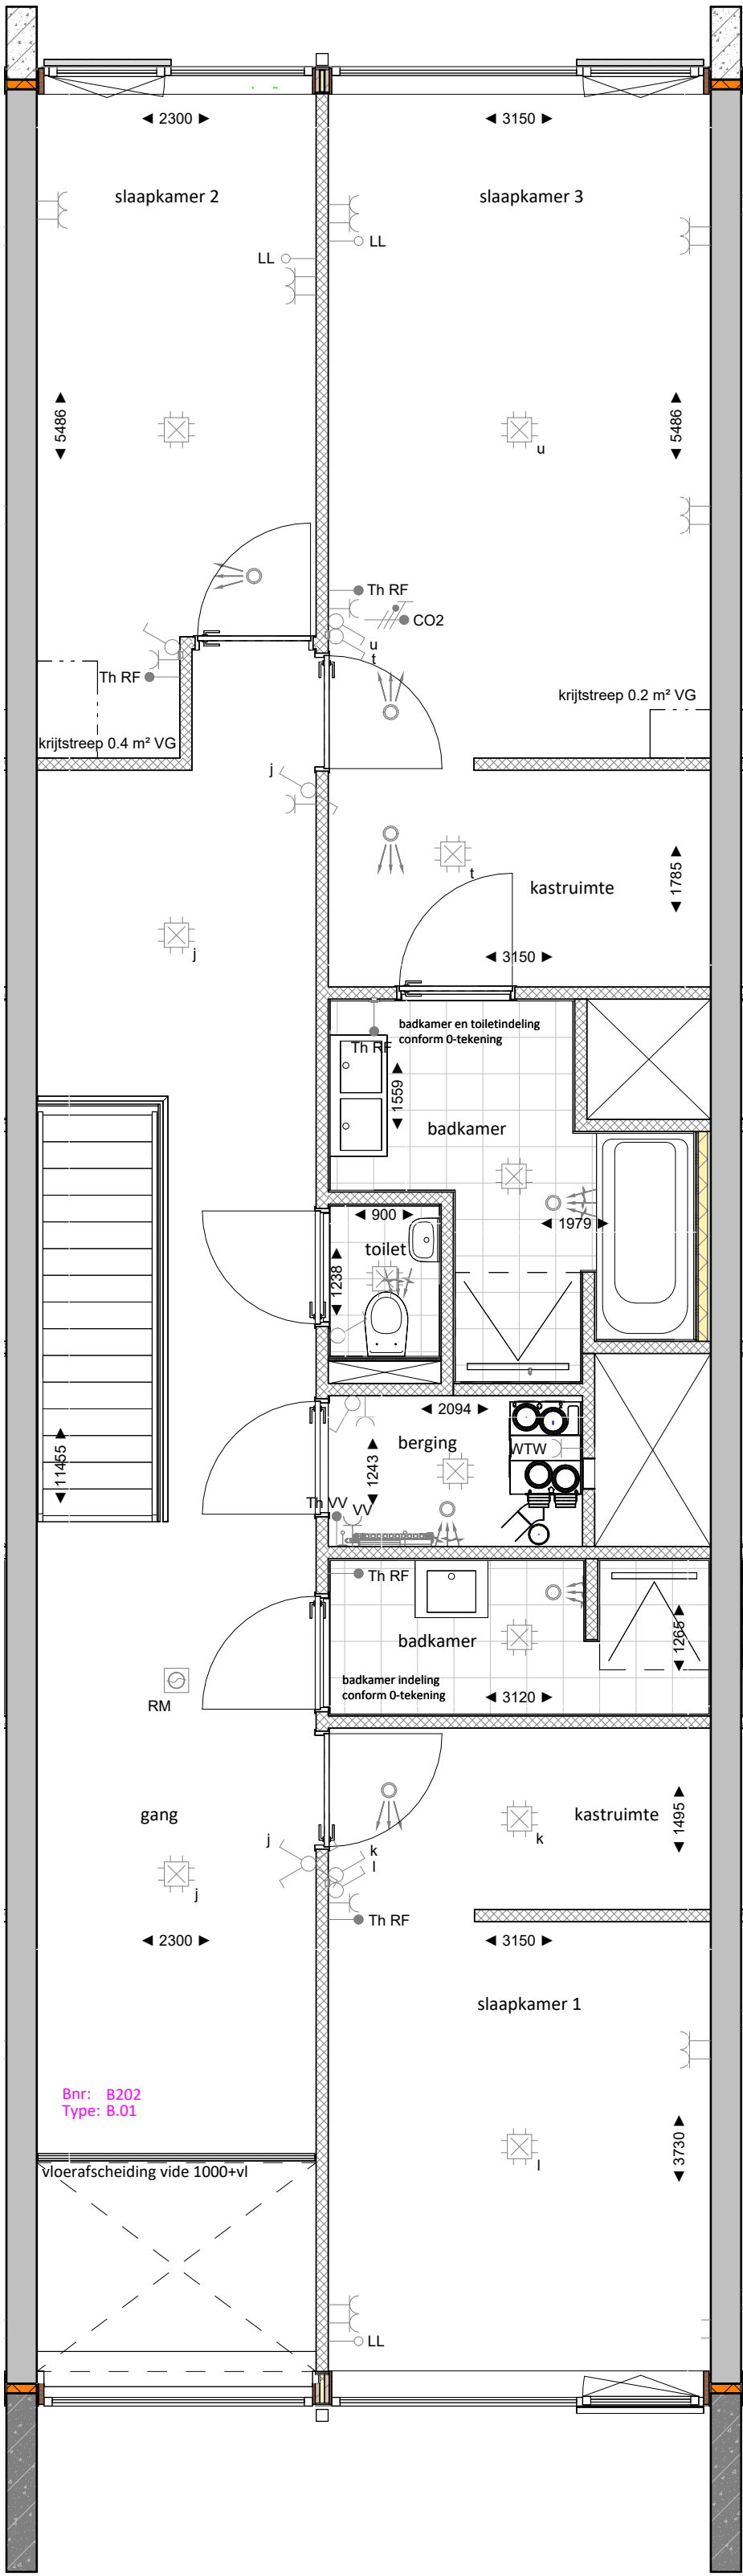 ◄ 2300 ►
◄ 3150 ►
slaapkamer 2
slaapkamer 3
LL
LL
◄ 5486 ►
◄ 5486 ►
u
Th RF
CO2
u
t
Th RF
krijtstreep 0.2 m² VG
krijtstreep 0.4 m² VG
j
t
kastruimte
◄ 1785 ►
j
◄ 3150 ►
badkamer en toiletindeling
conform 0-tekening
Th RF
◄ 1559 ►
badkamer
◄ 900 ►
◄ 1979 ►
toilet
◄ 1238 ►
◄ 2094 ►
berging
WTW
◄ 11455 ►
◄ 1243 ►
Th VV
VV
Th RF
badkamer
◄ 1265 ►
badkamer indeling
conform 0-tekening
◄ 3120 ►
RM
gang
kastruimte
◄ 1495 ►
j
k
l
k
j
Th RF
◄ 2300 ►
◄ 3150 ►
slaapkamer 1
Bnr: B202
Type: B.01
l
◄ 3730 ►
vloerafscheiding vide 1000+vl
LL